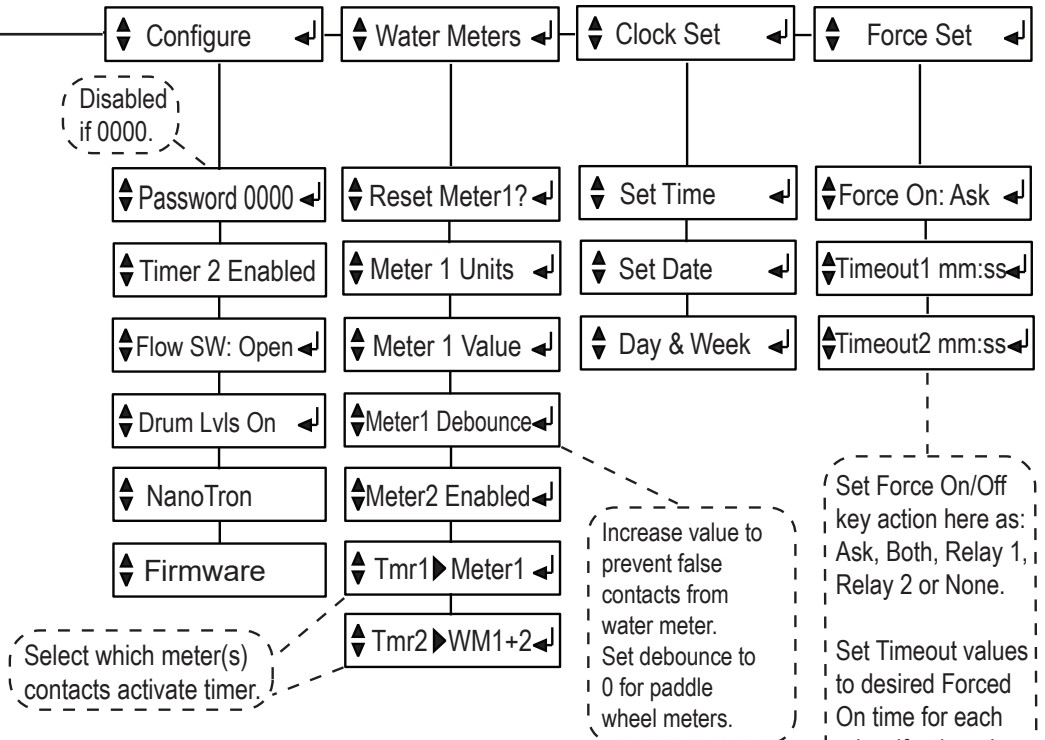 Configure
Water Meters
Clock Set
Force Set
Disabled
if 0000.
Password 0000
Timer 2 Enabled
Flow SW: Open
Drum Lvls On
NanoTron
Firmware
Reset Meter1?
Meter 1 Units
Meter 1 Value
Meter1 Debounce
Meter2 Enabled
Tmr1▶Meter1
Tmr2▶WM1+2
Select which meter(s)
contacts activate timer.
Set Time
Set Date
Day & Week
Increase value to
prevent false
contacts from
water meter.
Set debounce to
0 for paddle
wheel meters.
Force On: Ask
Timeout1 mm:ss
Timeout2 mm:ss
Set Force On/Off
key action here as:
Ask, Both, Relay 1,
Relay 2 or None.
Set Timeout values
to desired Forced
On time for each